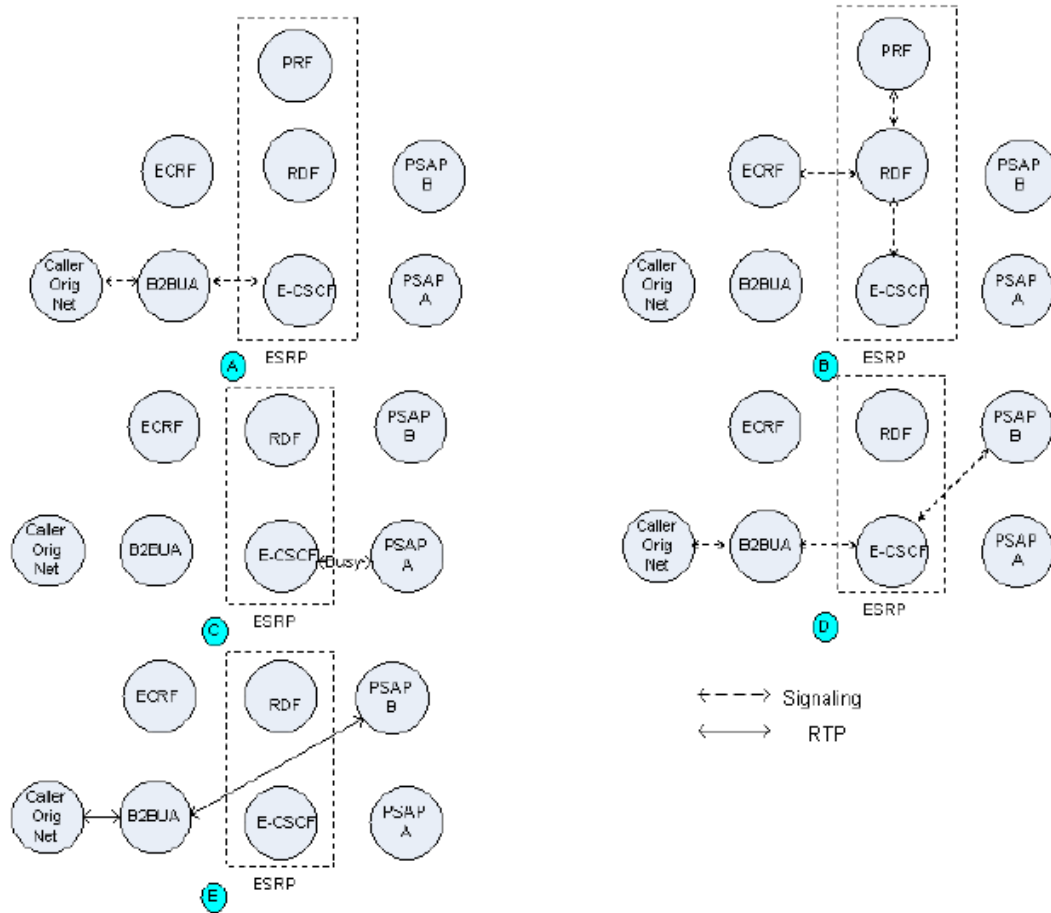 PRF
ECRF
RDF
PSAP
B
Caller
Orig
Net
B2BUA
E-CSCF
PSAP
A
ESRP
A
PRF
ECRF
RDF
PSAP
B
Caller
Orig
Net
B2BUA
E-CSCF
PSAP
A
ESRP
B
ECRF
RDF
PSAP
B
Caller
Orig
Net
B2BUA
E-CSCF
Busy
PSAP
A
ESRP
C
ECRF
RDF
PSAP
B
Caller
Orig
Net
B2BUA
E-CSCF
PSAP
A
ESRP
D
ECRF
RDF
PSAP
B
Caller
Orig
Net
B2BUA
E-CSCF
PSAP
A
ESRP
E
Signaling
RTP